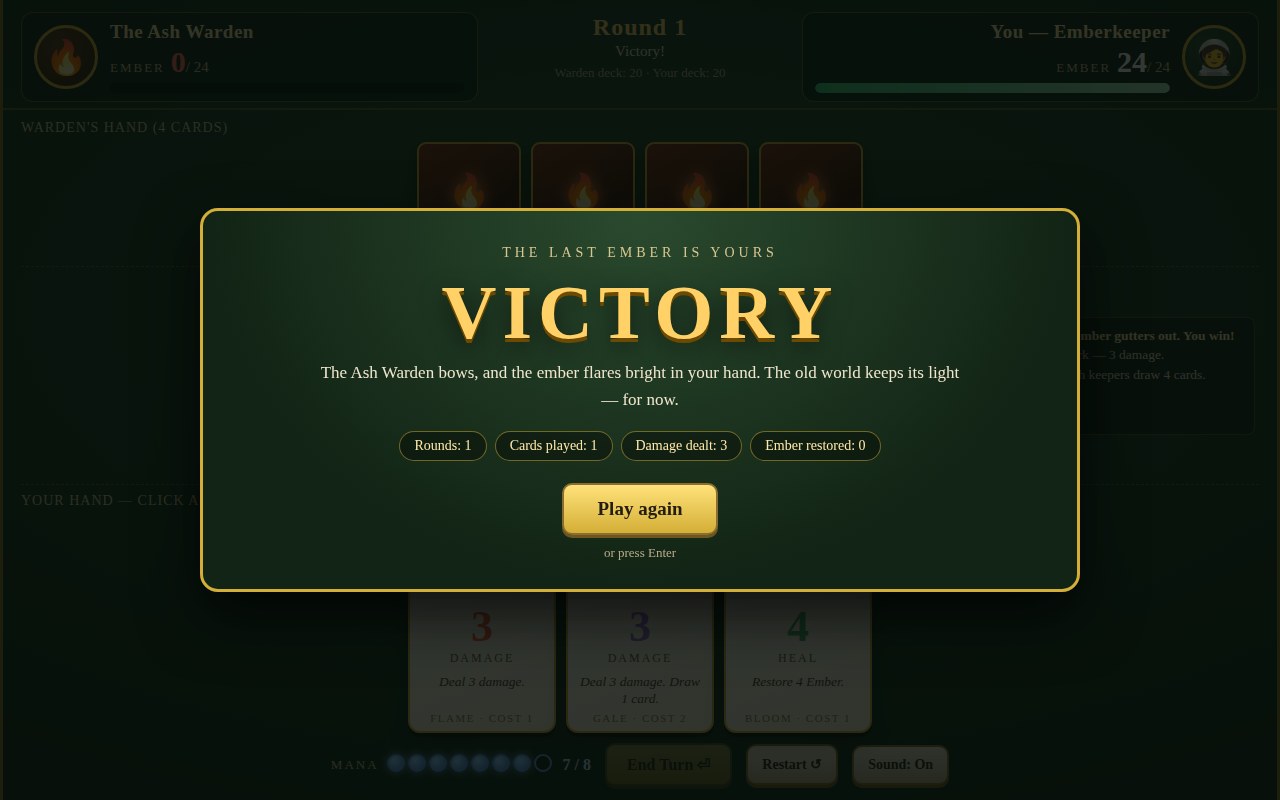 The Ash Warden
EMBER 0 / 24
Round 1
Victory!
Warden deck: 20 · Your deck: 20
You — Emberkeeper
EMBER 24 / 24
WARDEN'S HAND (4 CARDS)
THE LAST EMBER IS YOURS
VICTORY
The Ash Warden bows, and the ember flares bright in your hand. The old world keeps its light
— for now.
Rounds: 1
Cards played: 1
Damage dealt: 3
Ember restored: 0
Play again
or press Enter
mber gutters out. You win!
k — 3 damage.
keepers draw 4 cards.
YOUR HAND — CLICK A
3
DAMAGE
Deal 3 damage.
FLAME · COST 1
3
DAMAGE
Deal 3 damage. Draw
1 card.
GALE · COST 2
4
HEAL
Restore 4 Ember.
BLOOM · COST 1
MANA
7 / 8
End Turn ⏎
Restart ↺
Sound: On